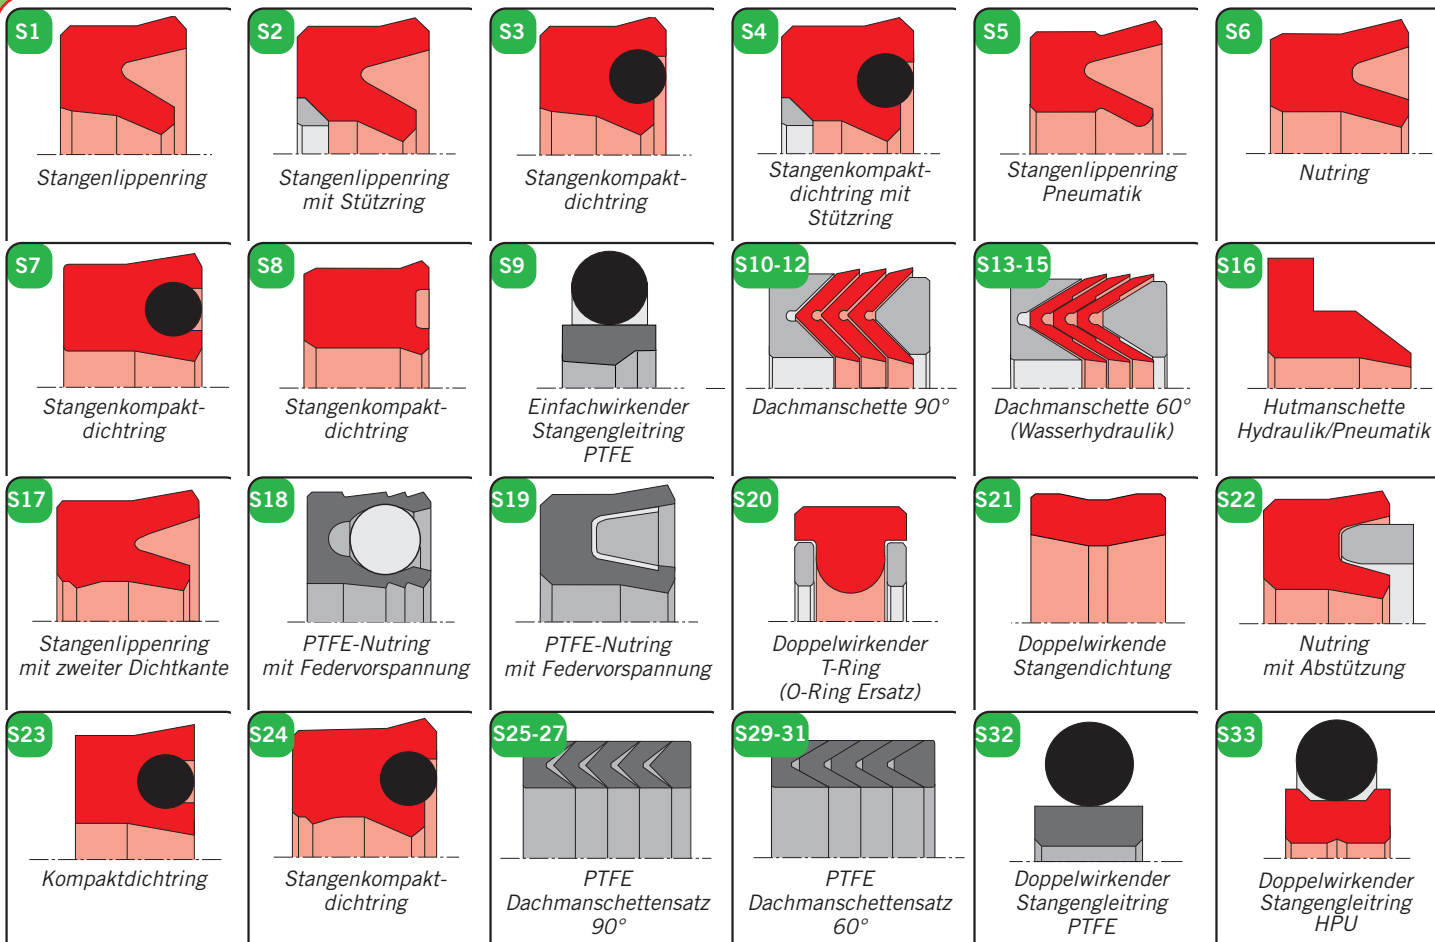 S1
Stangenlippenring
S2
Stangenlippenring
mit Stützring
S3
Stangenkompakt-
dichtring
S4
Stangenkompakt-
dichtring mit
Stützring
S5
Stangenlippenring
Pneumatik
S6
Nutring
S7
Stangenkompakt-
dichtring
S8
Stangenkompakt-
dichtring
S9
Einfachwirkender
Stangengleitring
PTFE
S10-12
Dachmanschette 90°
S13-15
Dachmanschette 60°
(Wasserhydraulik)
S16
Hutmanschette
Hydraulik/Pneumatik
S17
Stangenlippenring
mit zweiter Dichtkante
S18
PTFE-Nutring
mit Federvorspannung
S19
PTFE-Nutring
mit Federvorspannung
S20
Doppelwirkender
T-Ring
(O-Ring Ersatz)
S21
Doppelwirkende
Stangendichtung
S22
Nutring
mit Abstützung
S23
Kompaktdichtring
S24
Stangenkompakt-
dichtring
S25-27
PTFE
Dachmanschettensatz
90°
S29-31
PTFE
Dachmanschettensatz
60°
S32
Doppelwirkender
Stangengleitring
PTFE
S33
Doppelwirkender
Stangengleitring
HPU